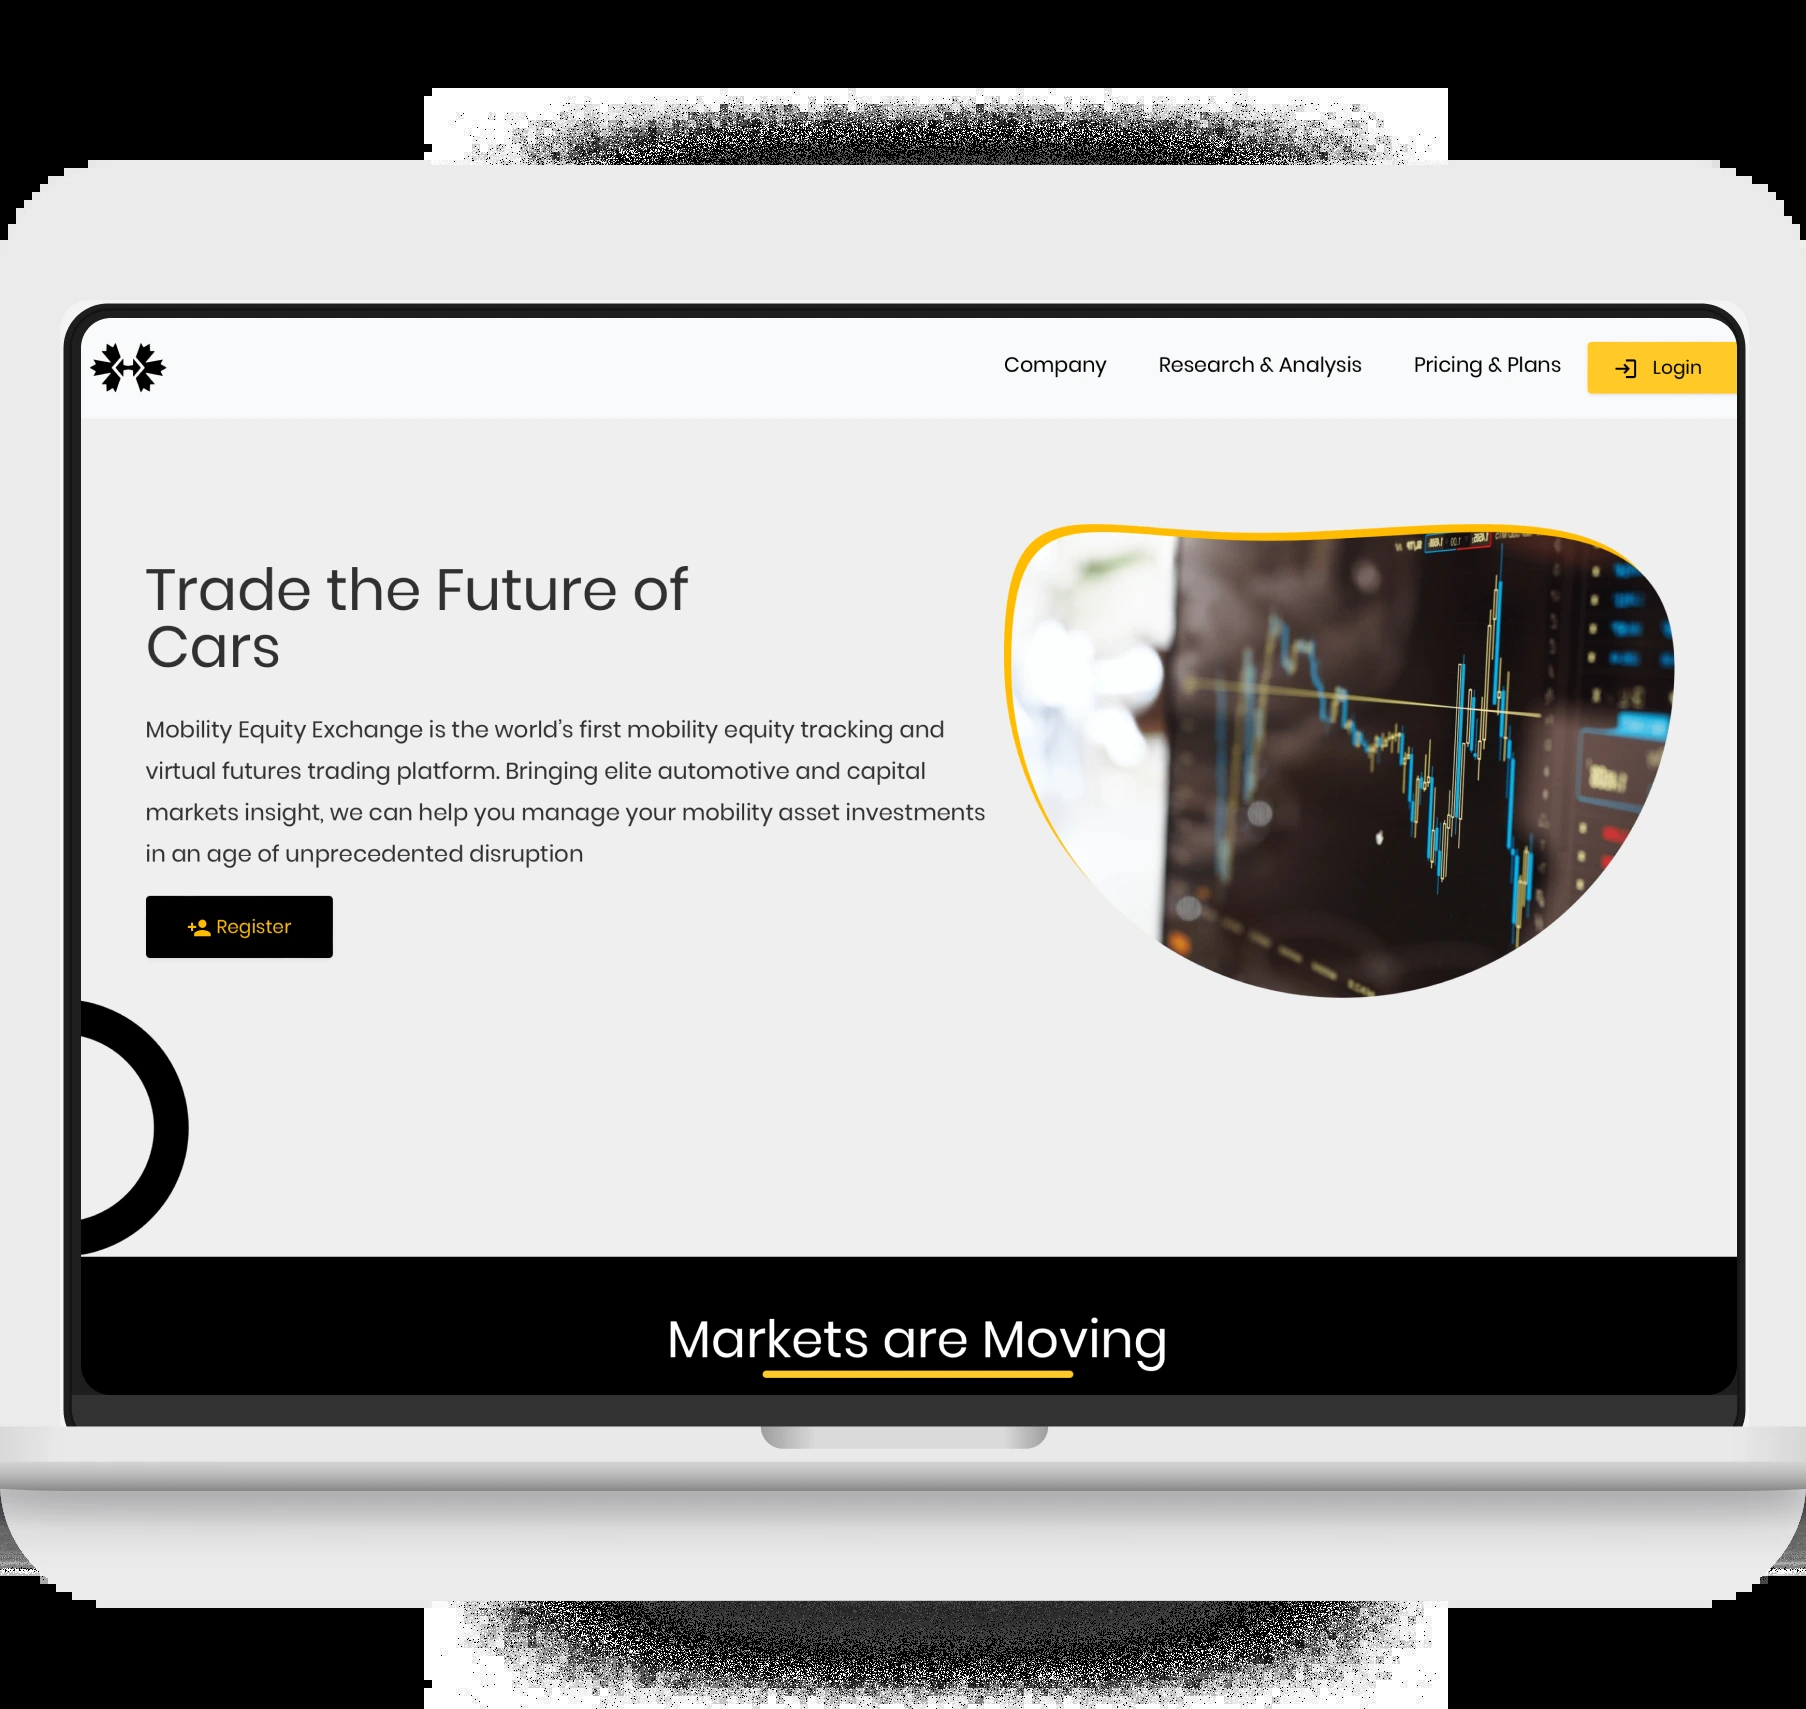 Company
Research & Analysis
Pricing & Plans
Login
Trade the Future of
Cars
Mobility Equity Exchange is the world's first mobility equity tracking and
virtual futures trading platform. Bringing elite automotive and capital
markets insight, we can help you manage your mobility asset investments
in an age of unprecedented disruption
Register
Markets are Moving